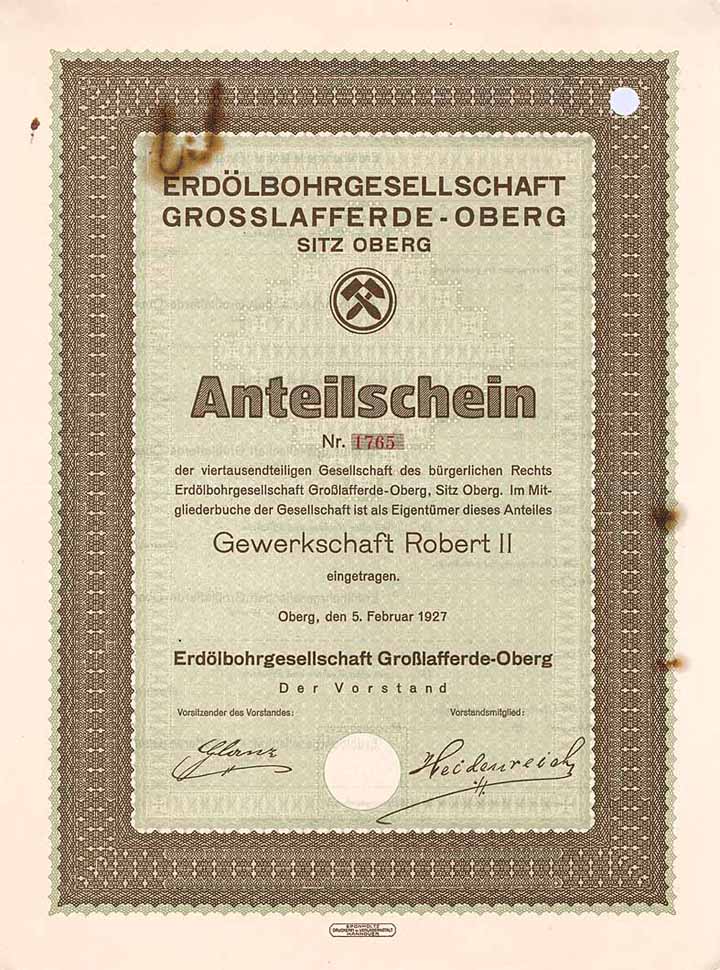 ERDÖLBOHRGESELLSCHAFT
GROSSLAFFERDE-OBERG
SITZ OBERG
Anteilschein
Nr. 1765
der viertausendteiligen Gesellschaft des bürgerlichen Rechts
Erdölbohrgesellschaft Großlafferde-Oberg, Sitz Oberg. Im Mit-
gliederbuche der Gesellschaft ist als Eigentümer dieses Anteiles
Gewerkschaft Robert II
eingetragen.
Oberg, den 5. Februar 1927
Erdölbohrgesellschaft Großlafferde-Oberg
Der Vorstand
Vorsitzender des Vorstandes: Vorstandsmitglied:
Glanz Heidenreich
HANNOVER